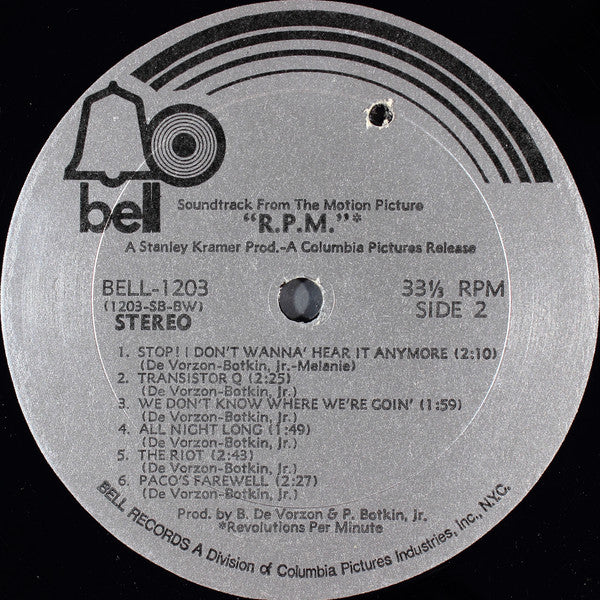 bell
Soundtrack From The Motion Picture
"R.P.M."*
A Stanley Kramer Prod.-A Columbia Pictures Release
BELL-1203
(1203-SB-BW)
STEREO
33⅓ RPM
SIDE 2
1. STOP! I DON'T WANNA' HEAR IT ANYMORE (2:10)
(De Vorzon-Botkin, Jr.-Melanie)
2. TRANSISTOR Q (2:25)
(De Vorzon-Botkin, Jr.)
3. WE DON'T KNOW WHERE WE'RE GOIN' (1:59)
(De Vorzon-Botkin, Jr.)
4. ALL NIGHT LONG (1:49)
(De Vorzon-Botkin, Jr.)
5. THE RIOT (2:43)
(De Vorzon-Botkin, Jr.)
6. PACO'S FAREWELL (2:27)
(De Vorzon-Botkin, Jr.)
Prod. by B. De Vorzon & P. Botkin, Jr.
*Revolutions Per Minute
BELL RECORDS A Division of Columbia Pictures Industries, Inc., N.Y.C.